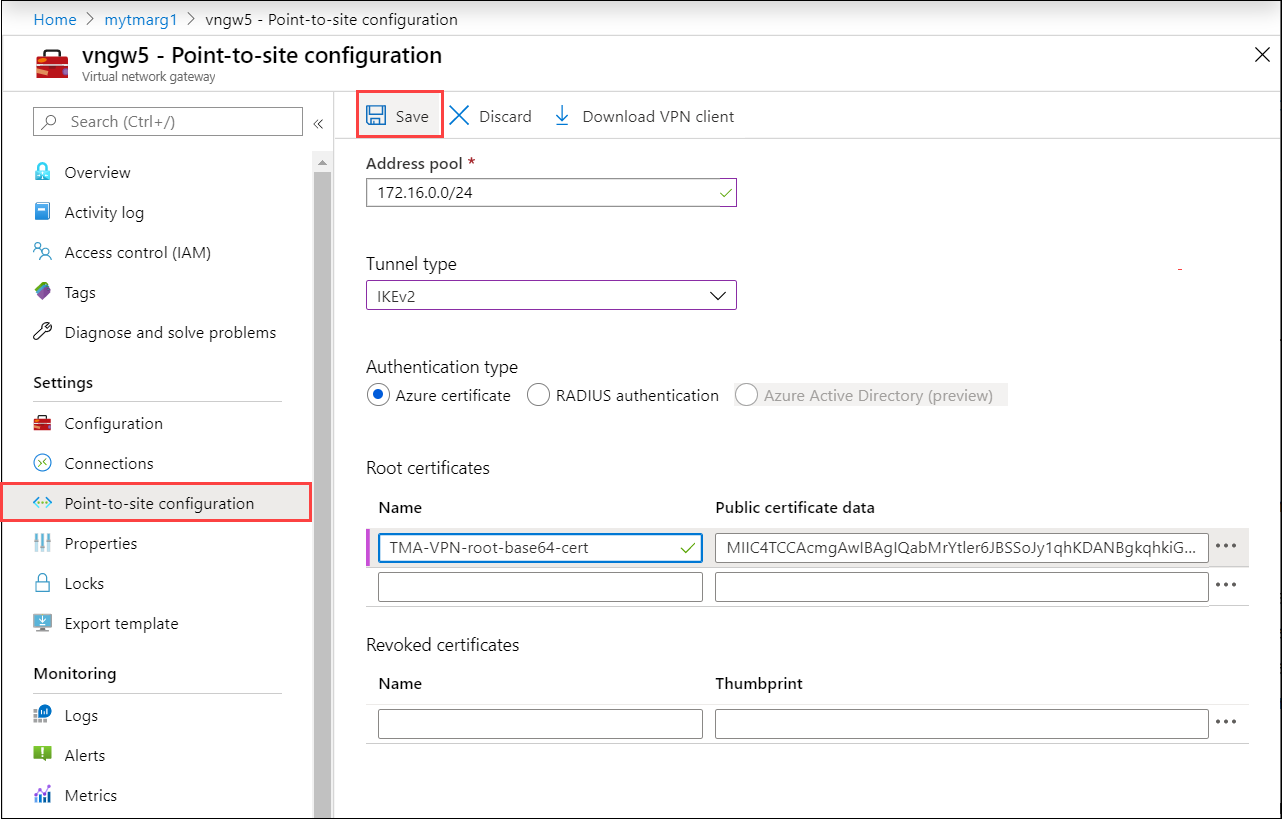 Home > mytmarg1 > vngw5 - Point-to-site configuration
vngw5 - Point-to-site configuration
Virtual network gateway
Search (Ctrl+/)
«
Overview
Activity log
Access control (IAM)
Tags
Diagnose and solve problems
Settings
Configuration
Connections
Point-to-site configuration
Properties
Locks
Export template
Monitoring
Logs
Alerts
Metrics
Save Discard Download VPN client
Address pool *
172.16.0.0/24
Tunnel type
IKEv2
Authentication type
Azure certificate RADIUS authentication Azure Active Directory (preview)
Root certificates
Name Public certificate data
TMA-VPN-root-base64-cert MIIC4TCCAcmgAwIBAgIQabMrYtler6JBSSoJy1qhKDANBgkqhkiG... •••
•••
Revoked certificates
Name Thumbprint
•••